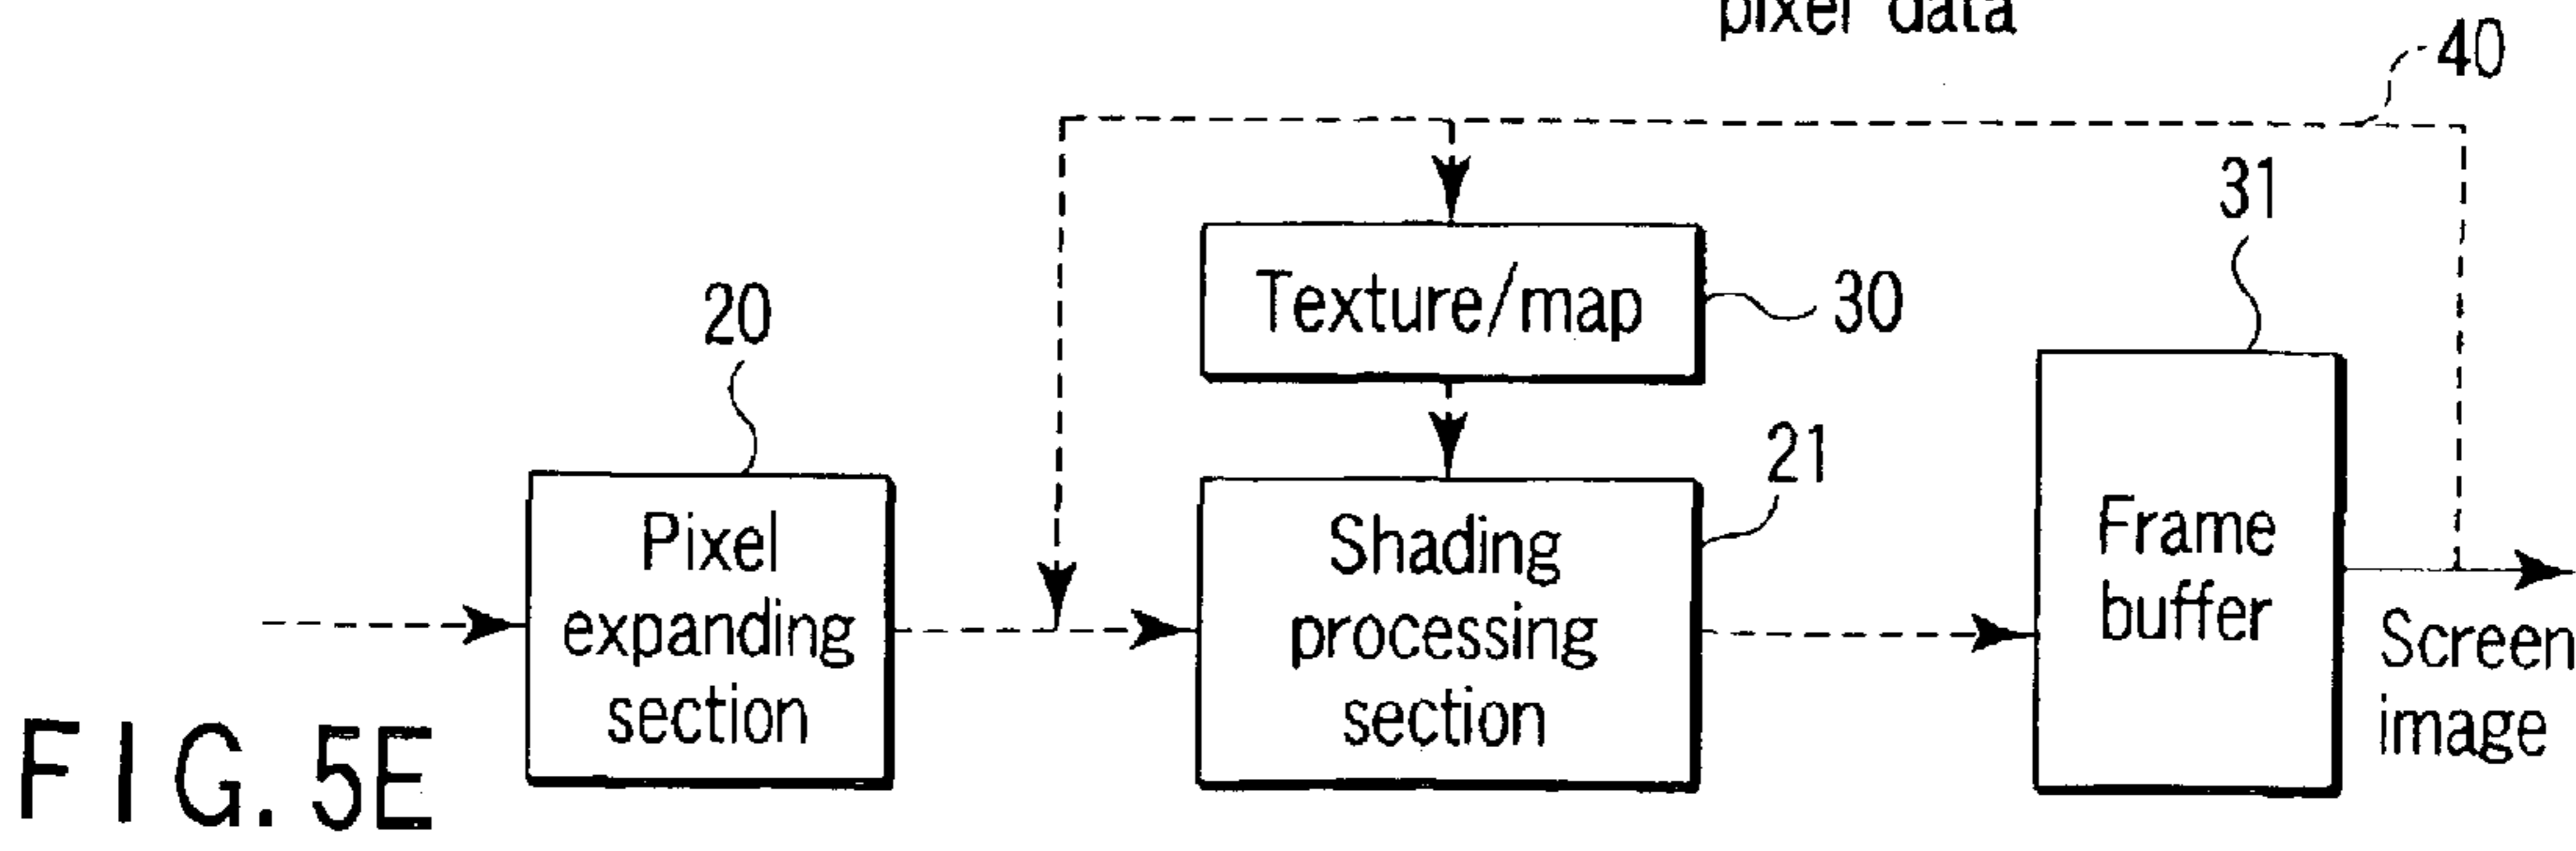 pixel data
40
31
20
Texture/map
30
21
Pixel
expanding
section
Shading
processing
section
Frame
buffer
Screen
image
FIG. 5E